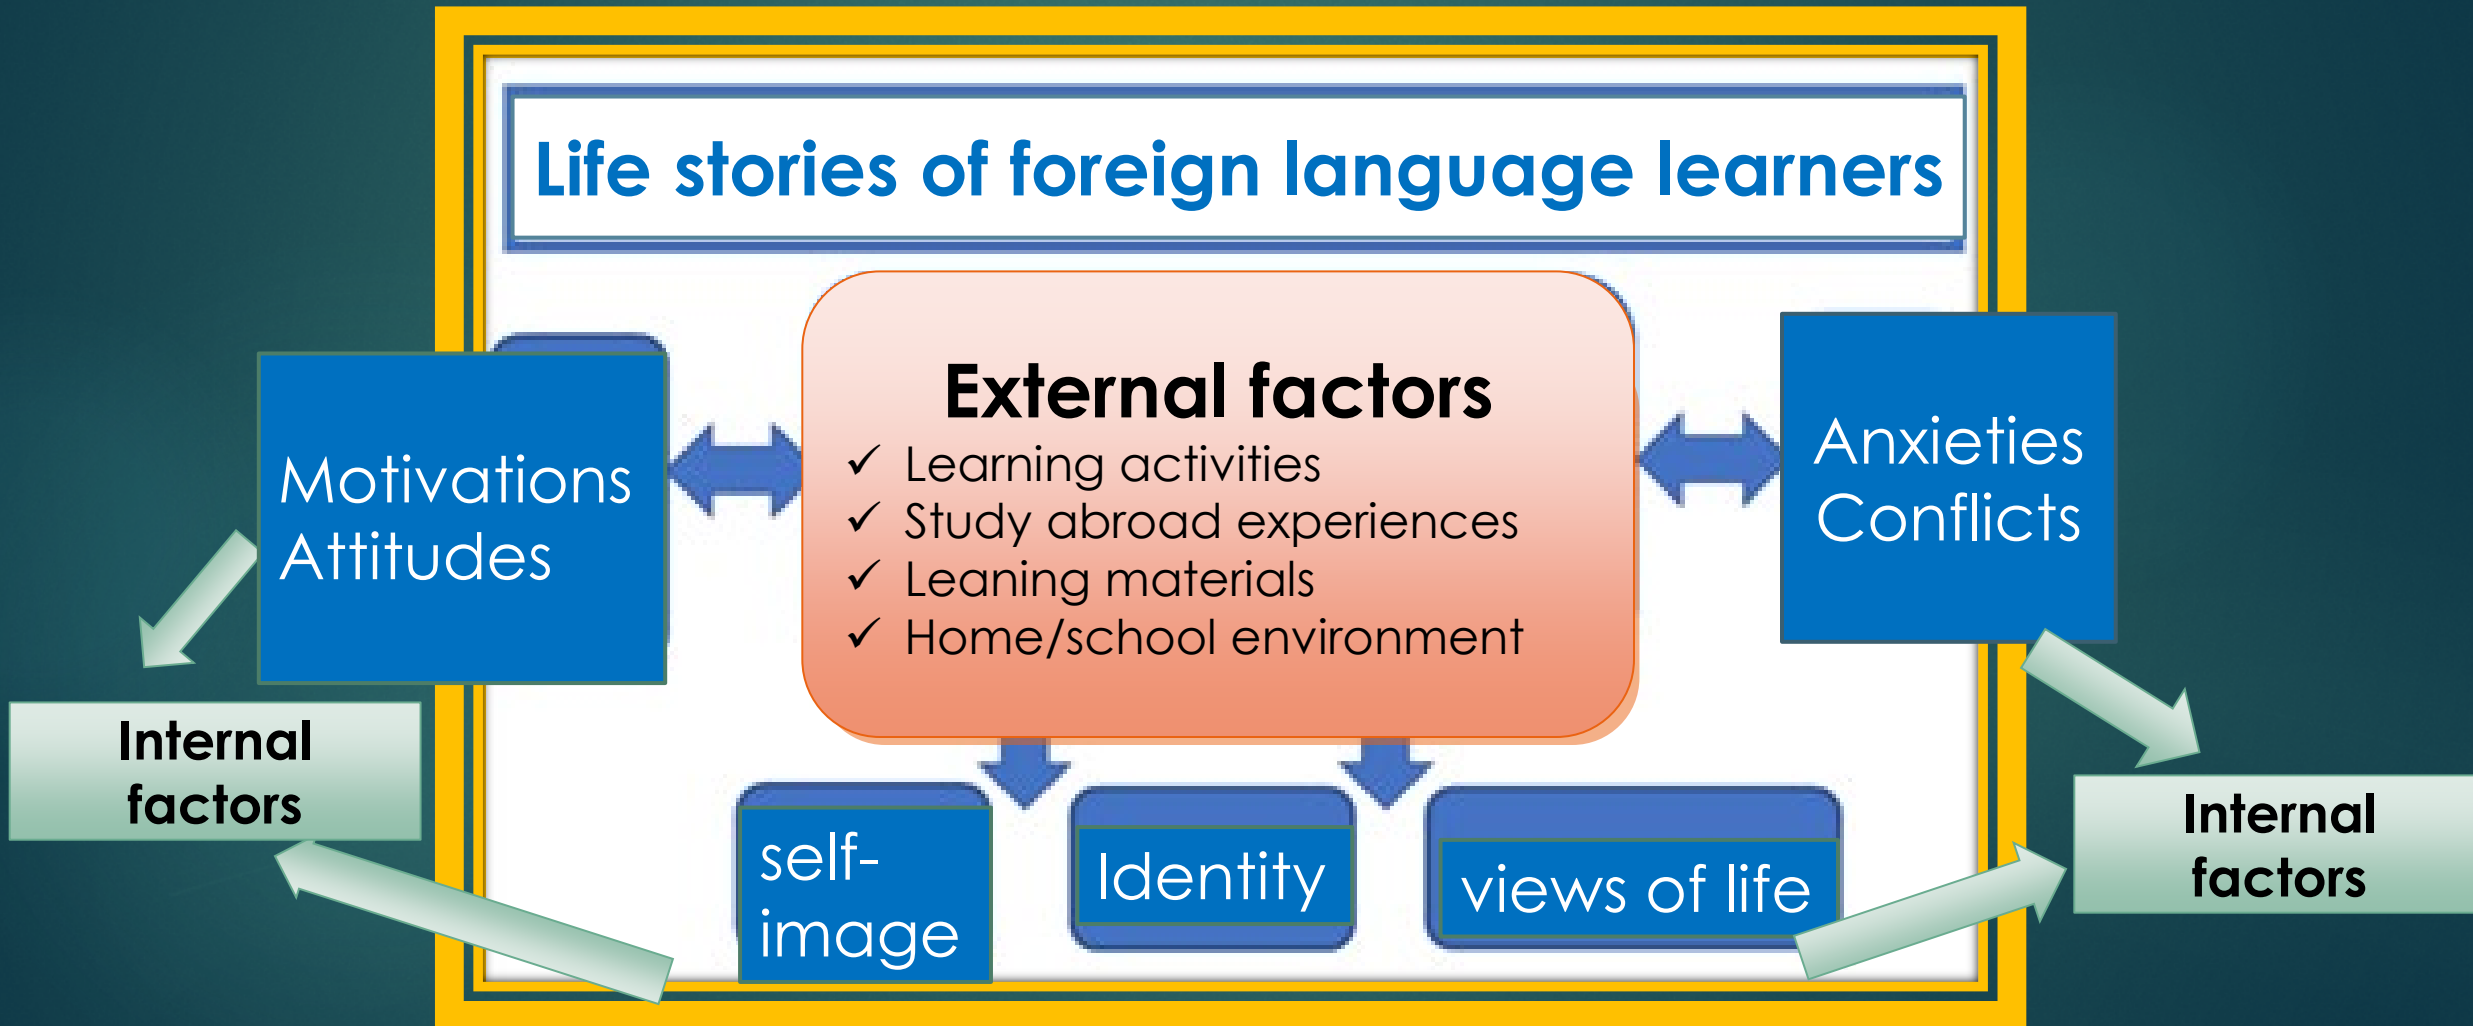 Life stories of foreign language learners
External factors
✓ Learning activities
✓ Study abroad experiences
✓ Leaning materials
✓ Home/school environment
Motivations
Attitudes
Anxieties
Conflicts
Internal
factors
self-
image
Identity
views of life
Internal
factors